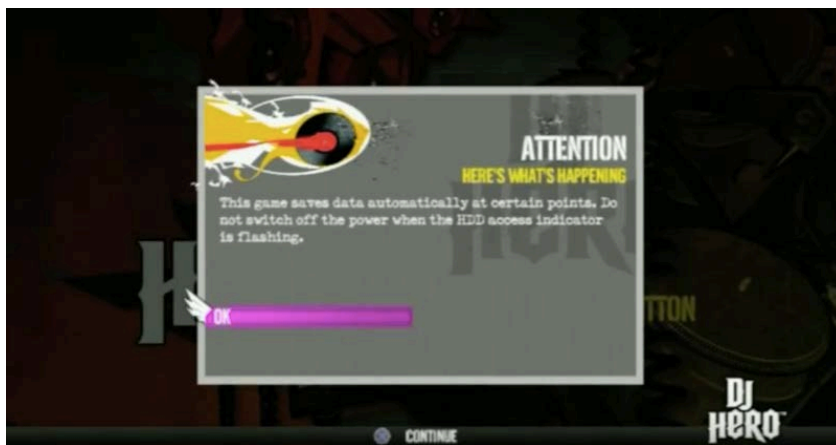 ATTENTION
HERE'S WHAT'S HAPPENING
This game saves data automatically at certain points. Do
not switch off the power when the HDD access indicator
is flashing.
OK
TTON
CONTINUE
DJ
HERO